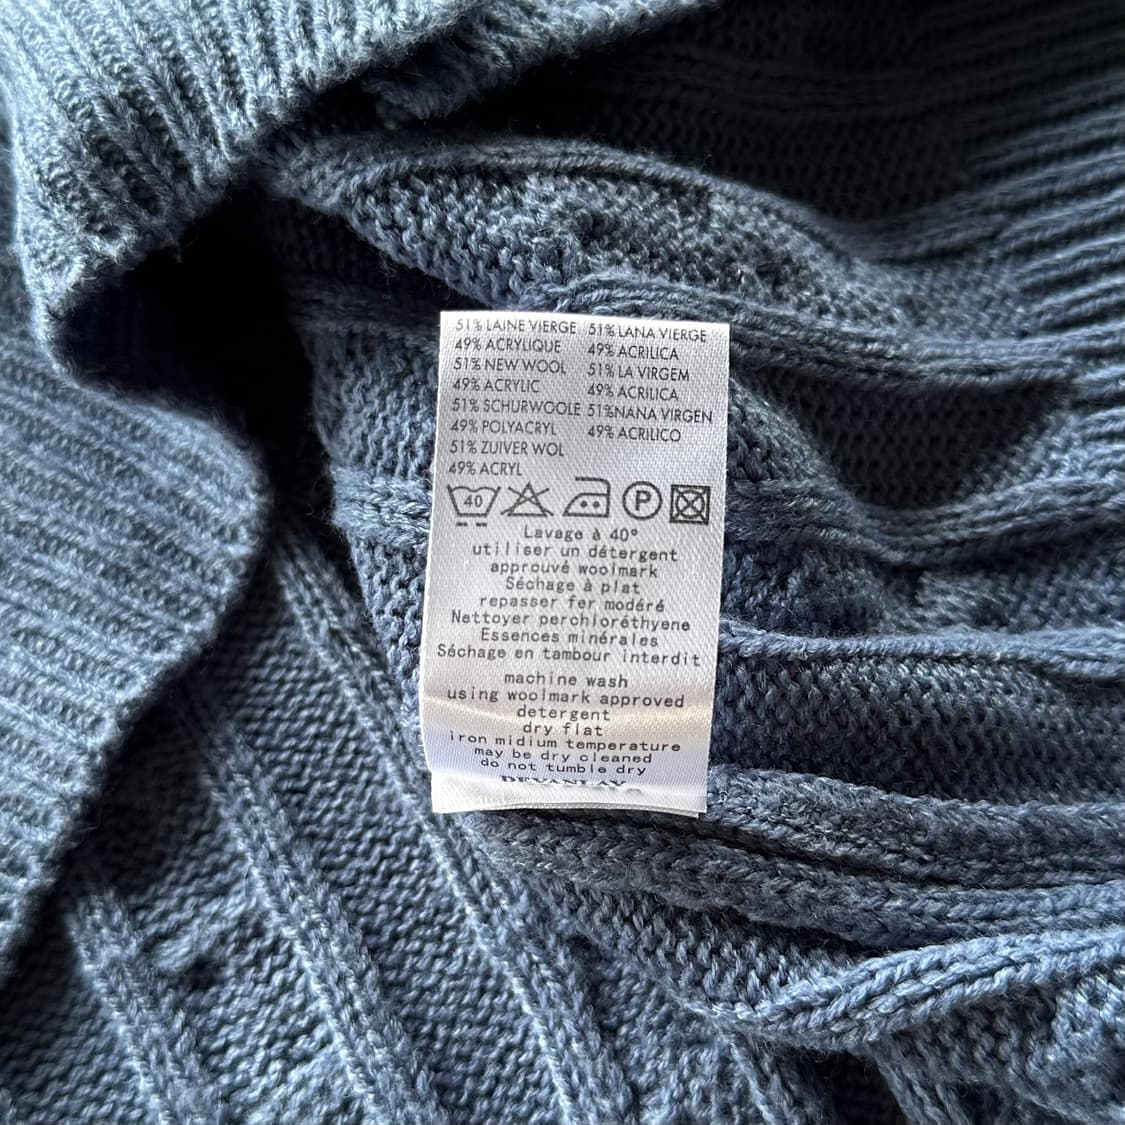 51% LAINE VIERGE
49% ACRYLIQUE
51% NEW WOOL
49% ACRYLIC
51% SCHURWOOLE
49% POLYACRYL
51% ZUIVER WOL
49% ACRYL
51% LANA VIERGE
49% ACRILICA
51% LA VIRGEM
49% ACRILICA
51%NANA VIRGEN
49% ACRILICO
40
P
Lavage à 40°
utiliser un détergent
approuvé woolmark
Séchage à plat
repasser fer modéré
Nettoyer perchloréthyene
Essences minérales
Séchage en tambour interdit
machine wash
using woolmark approved
detergent
dry flat
iron midium temperature
may be dry cleaned
do not tumble dry